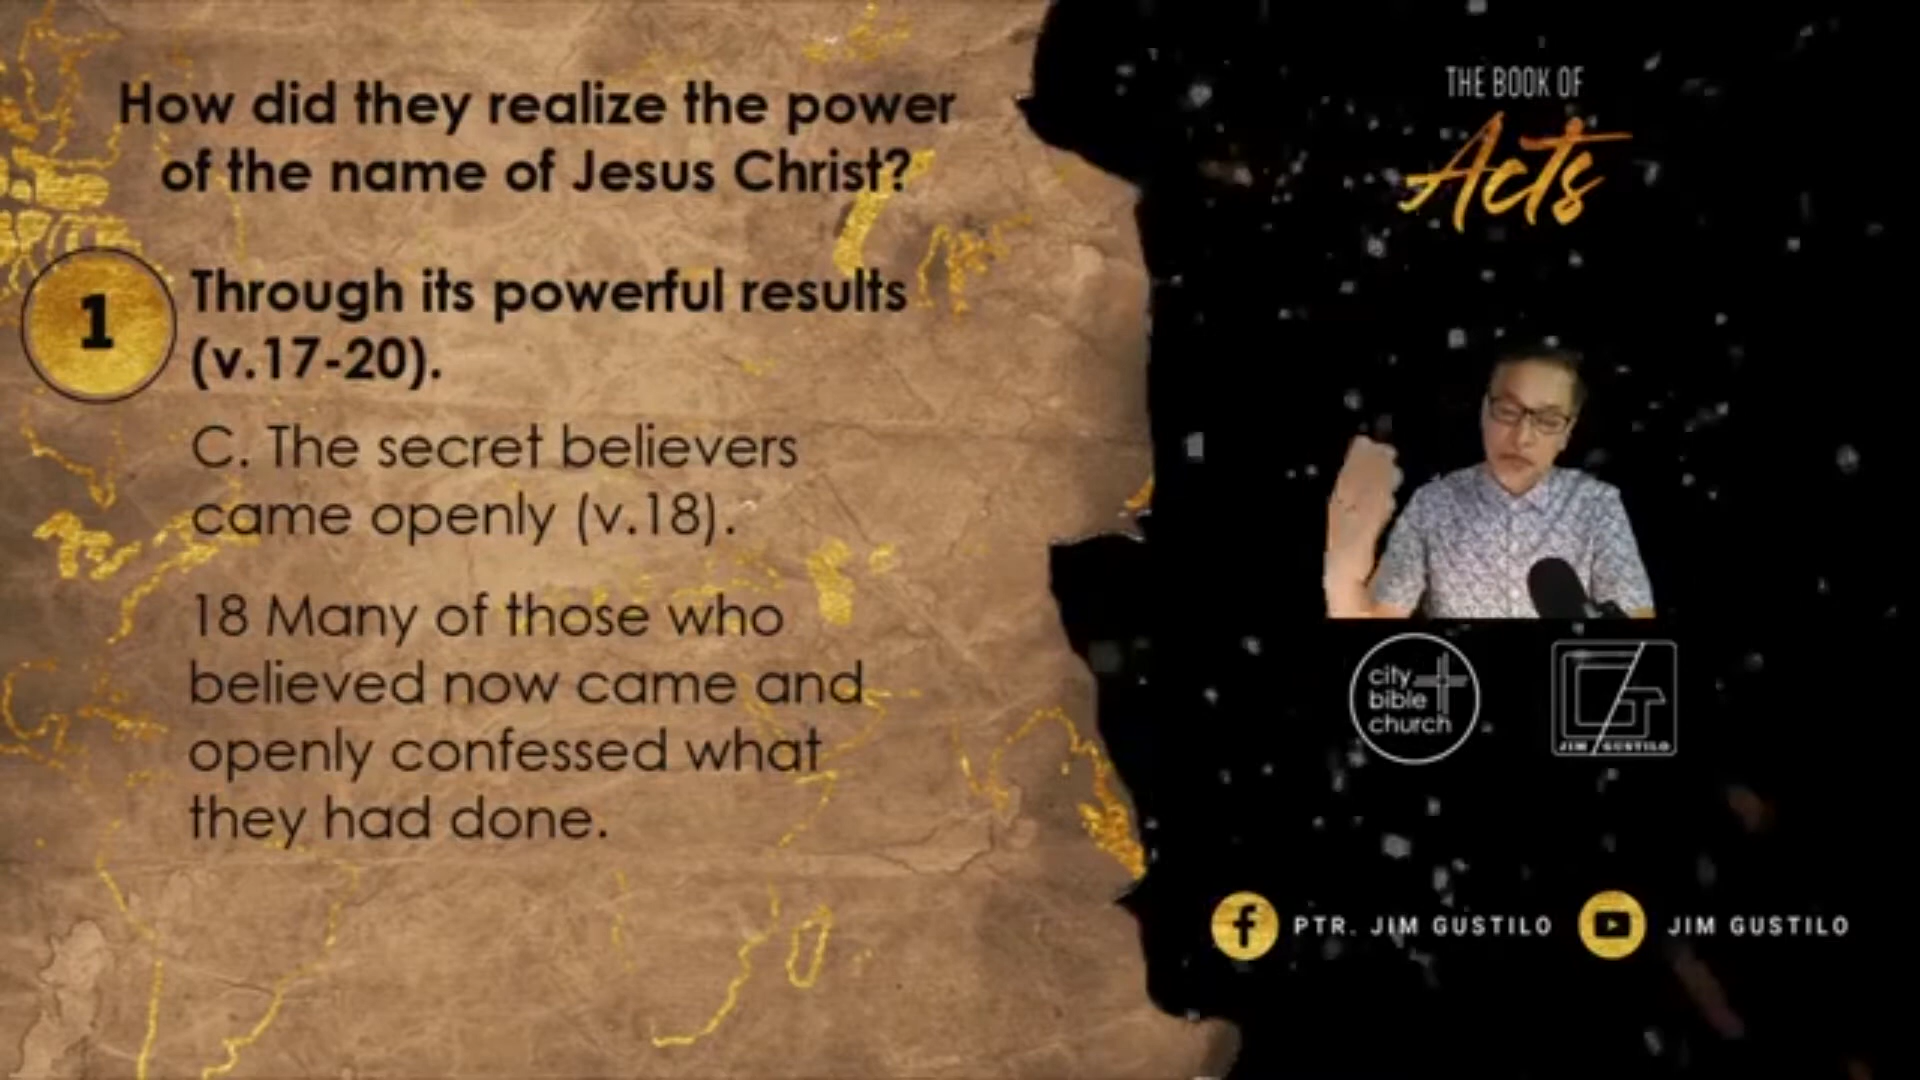 How did they realize the power
of the name of Jesus Christ?
1
Through its powerful results
(v.17-20).
C. The secret believers
came openly (v.18).
18 Many of those who
believed now came and
openly confessed what
they had done.
THE BOOK OF
Acts
city
bible
church
JIM GUSTILO
PTR. JIM GUSTILO
JIM GUSTILO